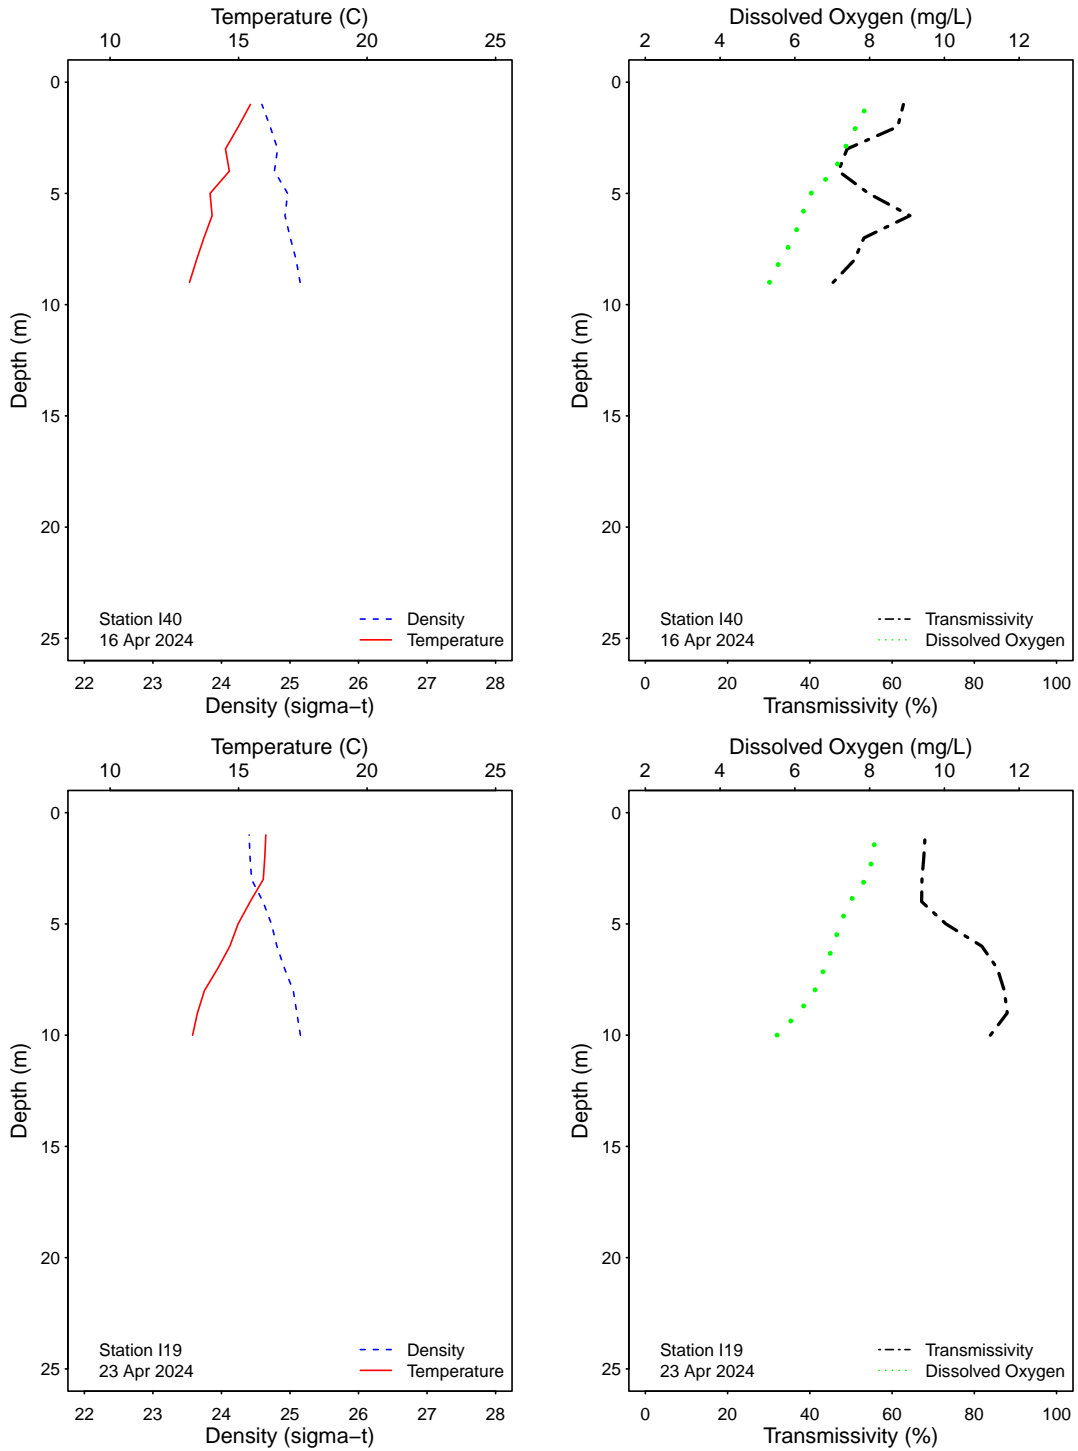 Temperature (C)
10 15 20 25
0
5
10
15
20
25
Depth (m)
Station I40
16 Apr 2024
Density
Temperature
22 23 24 25 26 27 28
Density (sigma−t)
Dissolved Oxygen (mg/L)
2 4 6 8 10 12
0
5
10
15
20
25
Depth (m)
Station I40
16 Apr 2024
Transmissivity
Dissolved Oxygen
0 20 40 60 80 100
Transmissivity (%)
Temperature (C)
10 15 20 25
0
5
10
15
20
25
Depth (m)
Station I19
23 Apr 2024
Density
Temperature
22 23 24 25 26 27 28
Density (sigma−t)
Dissolved Oxygen (mg/L)
2 4 6 8 10 12
0
5
10
15
20
25
Depth (m)
Station I19
23 Apr 2024
Transmissivity
Dissolved Oxygen
0 20 40 60 80 100
Transmissivity (%)